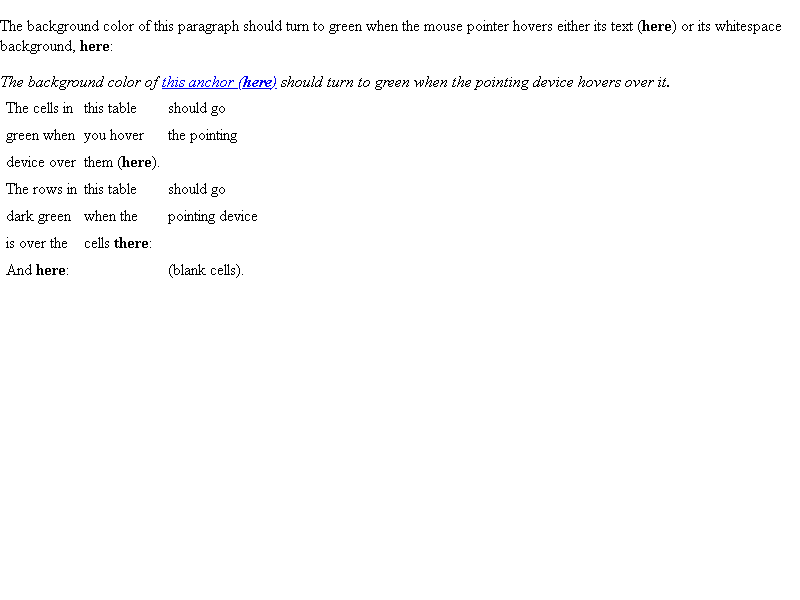 The background color of this paragraph should turn to green when the mouse pointer hovers either its text (here) or its whitespace
background, here:
The background color of this anchor (here) should turn to green when the pointing device hovers over it.
The cells in this table should go
green when you hover the pointing
device over them (here).
The rows in this table should go
dark green when the pointing device
is over the cells there:
And here: (blank cells).